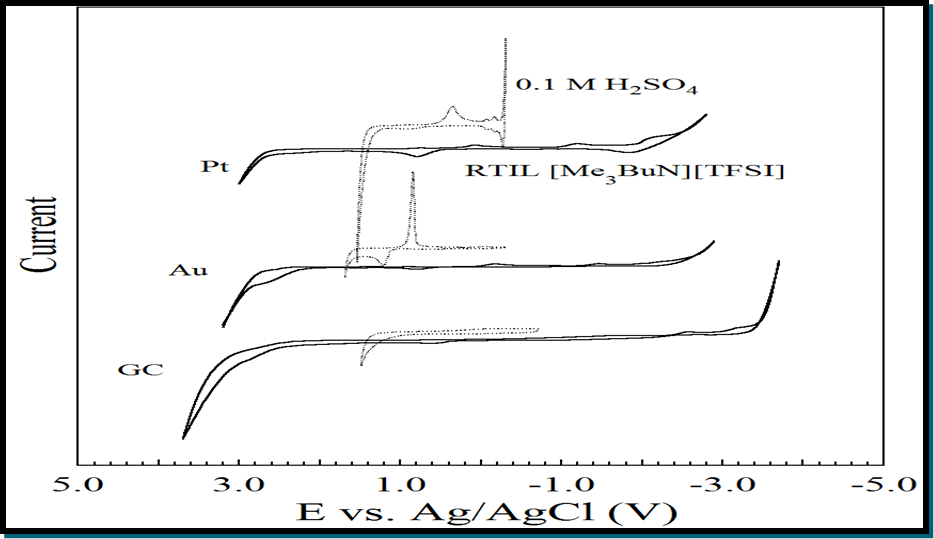 0.1 M H₂SO₄
Pt
RTIL [Me₃BuN][TFSI]
Current
Au
GC
5.0 3.0 1.0 -1.0 -3.0 -5.0
E vs. Ag/AgCl (V)